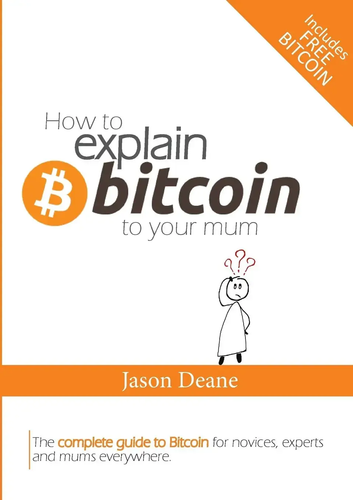 Includes
FREE
BITCOIN
How to
explain
bitcoin
to your mum
???
Jason Deane
The complete guide to Bitcoin for novices, experts
and mums everywhere.